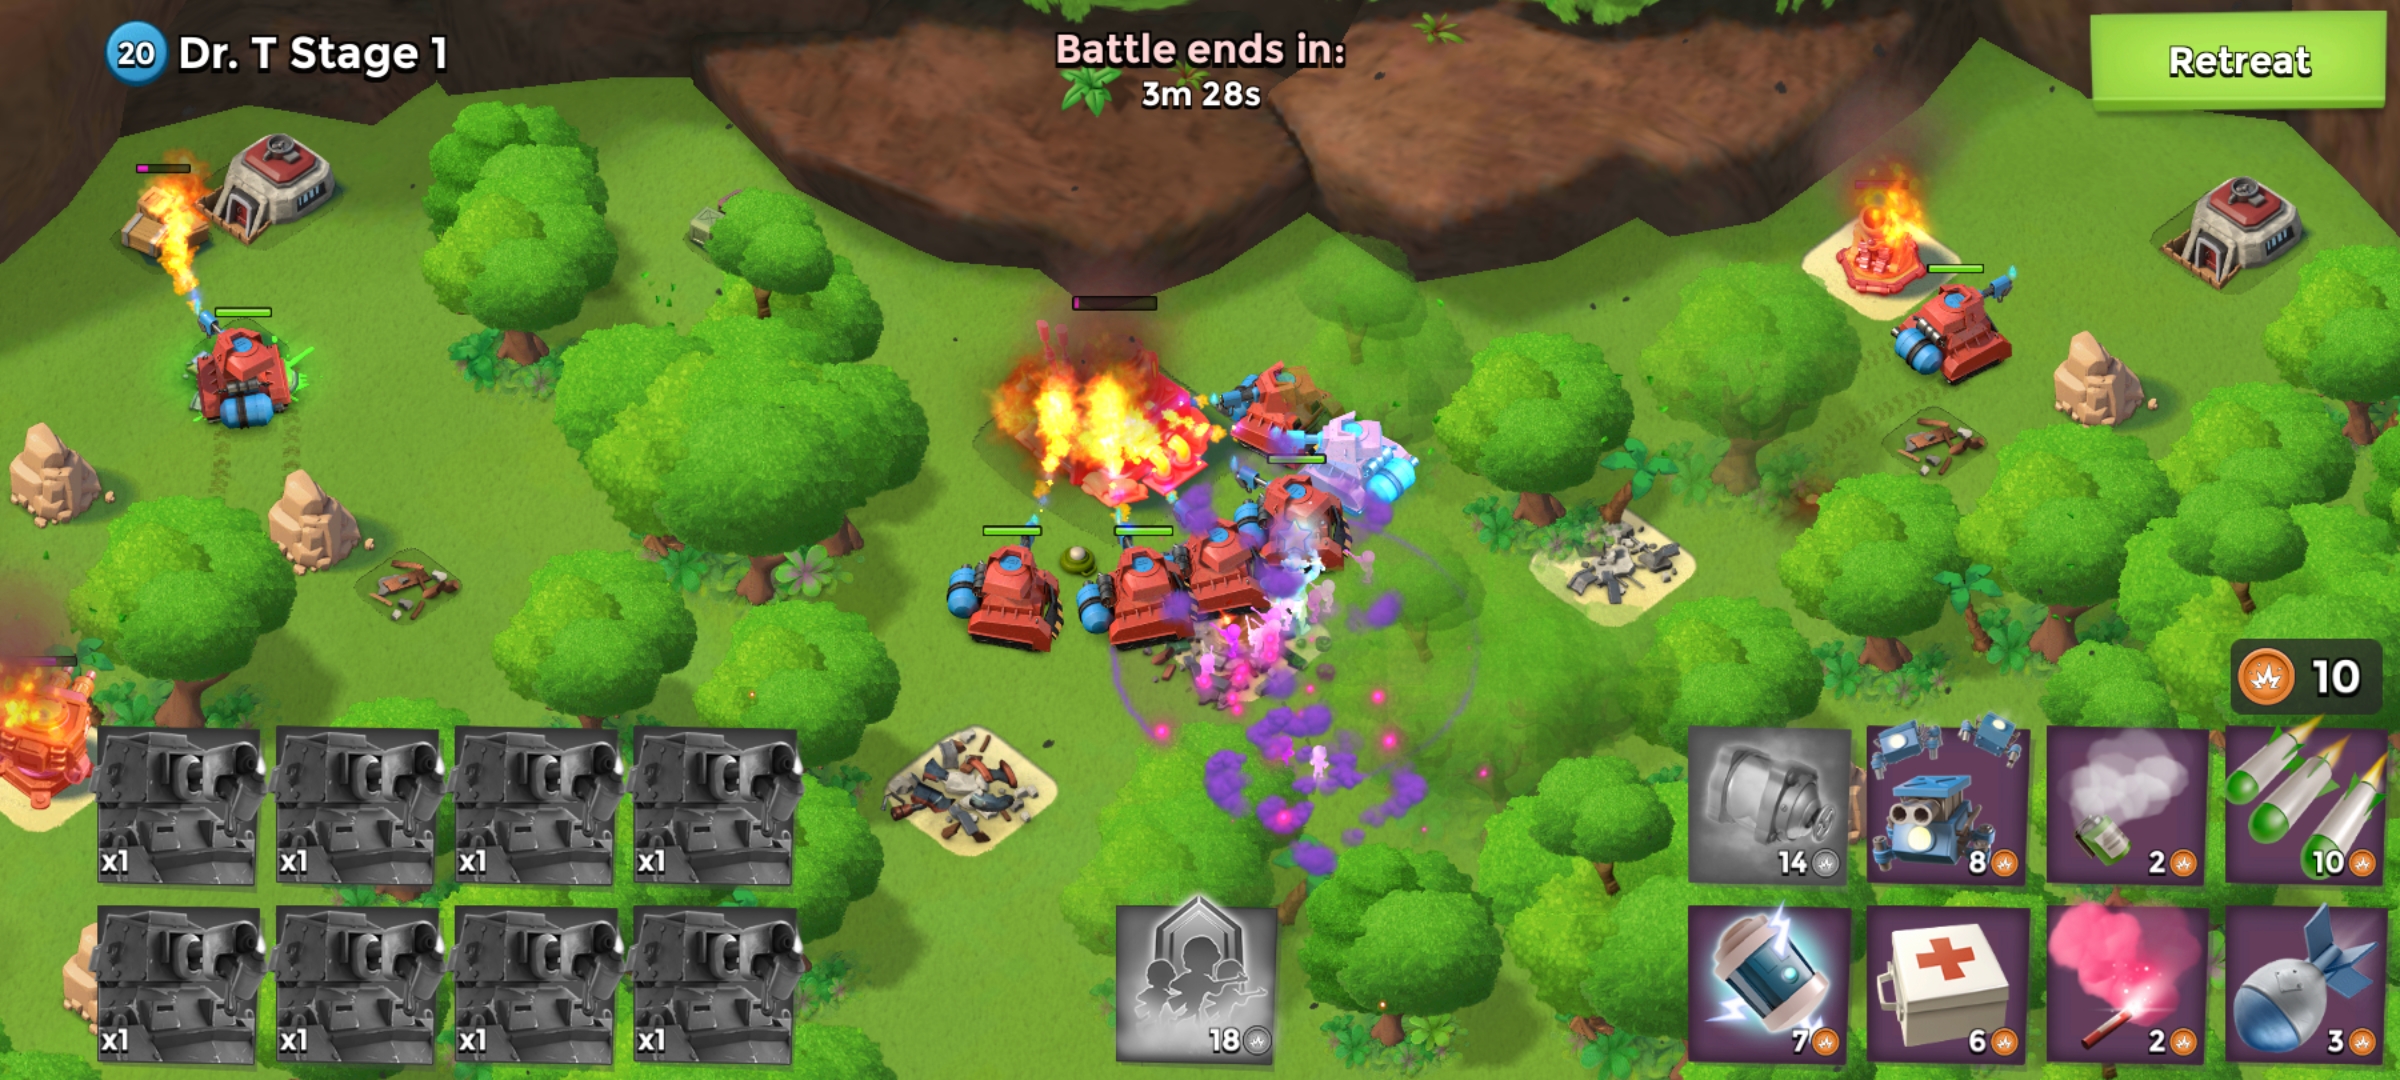 20 Dr. T Stage 1
Battle ends in:
3m 28s
Retreat
10
x1 x1 x1 x1
14 8 2 10
x1 x1 x1 x1
18
7 6 2 3